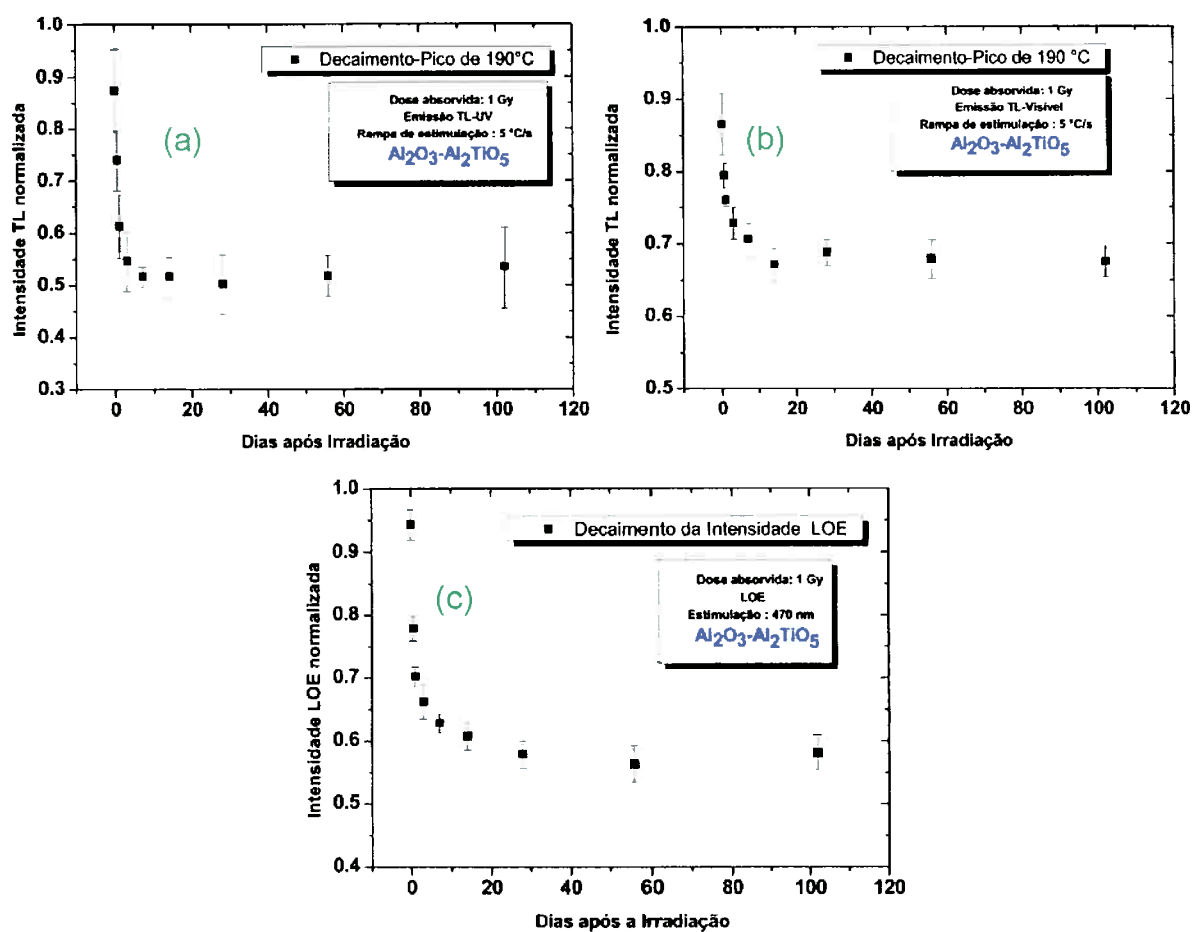 Intensidade TL normalizada
1.0
0.9
0.8
0.7
0.6
0.5
0.4
0.3
0 20 40 60 80 100 120
Dias após Irradiação
Decaimento-Pico de 190°C
Dose absorvida: 1 Gy
Emissão TL-UV
Rampa de estimulação : 5 °C/s
Al2O3-Al2TiO5
(a)
Intensidade TL normalizada
1.0
0.9
0.8
0.7
0.6
0.5
0 20 40 60 80 100 120
Dias após Irradiação
Decaimento-Pico de 190 °C
Dose absorvida: 1 Gy
Emissão TL-Visível
Rampa de estimulação : 5 °C/s
Al2O3-Al2TiO5
(b)
Intensidade LOE normalizada
1.0
0.9
0.8
0.7
0.6
0.5
0.4
0 20 40 60 80 100 120
Dias após a Irradiação
Decaimento da Intensidade LOE
Dose absorvida: 1 Gy
LOE
Estimulação : 470 nm
Al2O3-Al2TiO5
(c)